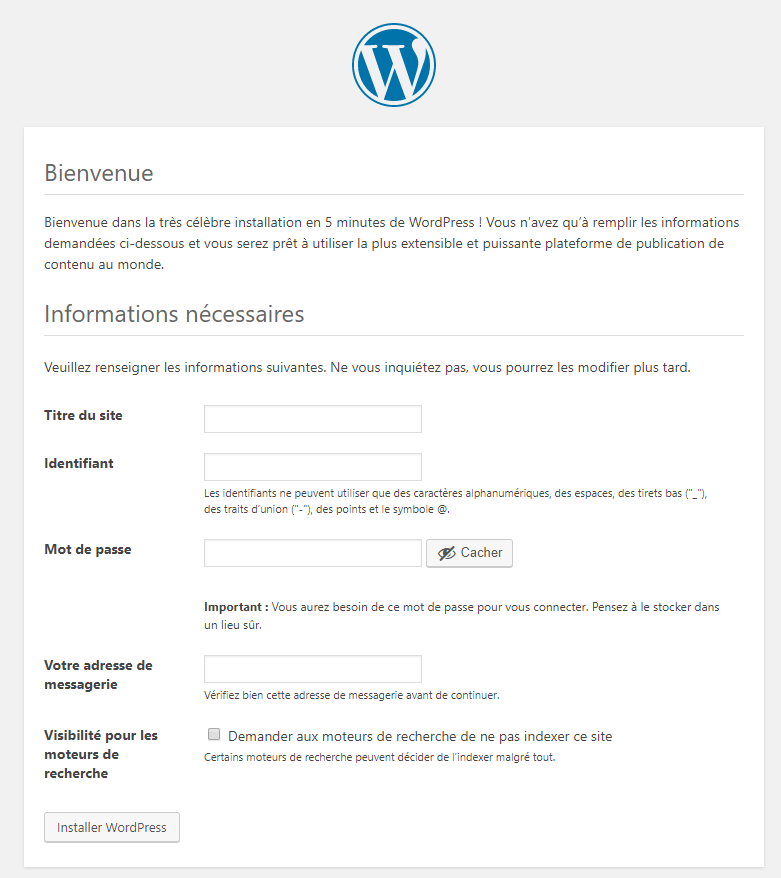 Bienvenue
Bienvenue dans la très célèbre installation en 5 minutes de WordPress ! Vous n’avez qu’à remplir les informations
demandées ci-dessous et vous serez prêt à utiliser la plus extensible et puissante plateforme de publication de
contenu au monde.
Informations nécessaires
Veuillez renseigner les informations suivantes. Ne vous inquiétez pas, vous pourrez les modifier plus tard.
Titre du site
Identifiant
Les identifiants ne peuvent utiliser que des caractères alphanumériques, des espaces, des tirets bas ("_"),
des traits d’union ("-"), des points et le symbole @.
Mot de passe
Cacher
Important : Vous aurez besoin de ce mot de passe pour vous connecter. Pensez à le stocker dans
un lieu sûr.
Votre adresse de
messagerie
Vérifiez bien cette adresse de messagerie avant de continuer.
Visibilité pour les
moteurs de
recherche
Demander aux moteurs de recherche de ne pas indexer ce site
Certains moteurs de recherche peuvent décider de l’indexer malgré tout.
Installer WordPress